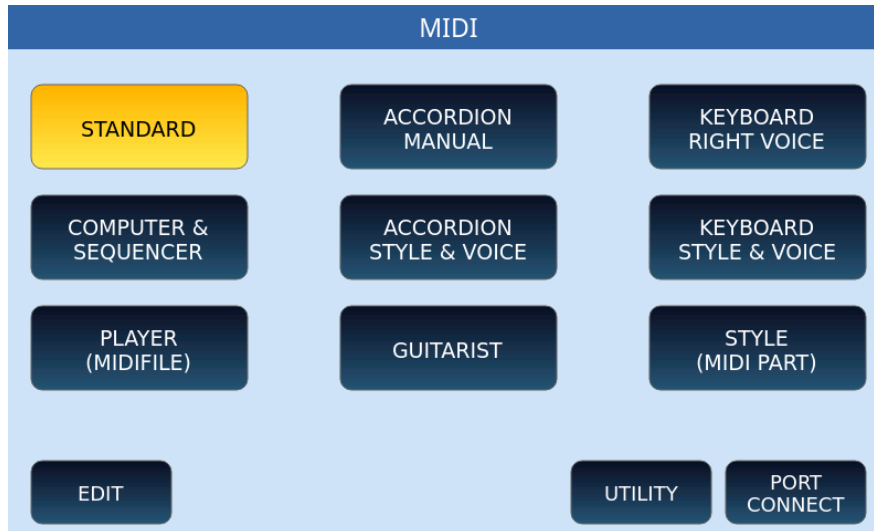 MIDI
STANDARD
ACCORDION
MANUAL
KEYBOARD
RIGHT VOICE
COMPUTER &
SEQUENCER
ACCORDION
STYLE & VOICE
KEYBOARD
STYLE & VOICE
PLAYER
(MIDIFILE)
GUITARIST
STYLE
(MIDI PART)
EDIT
UTILITY
PORT
CONNECT